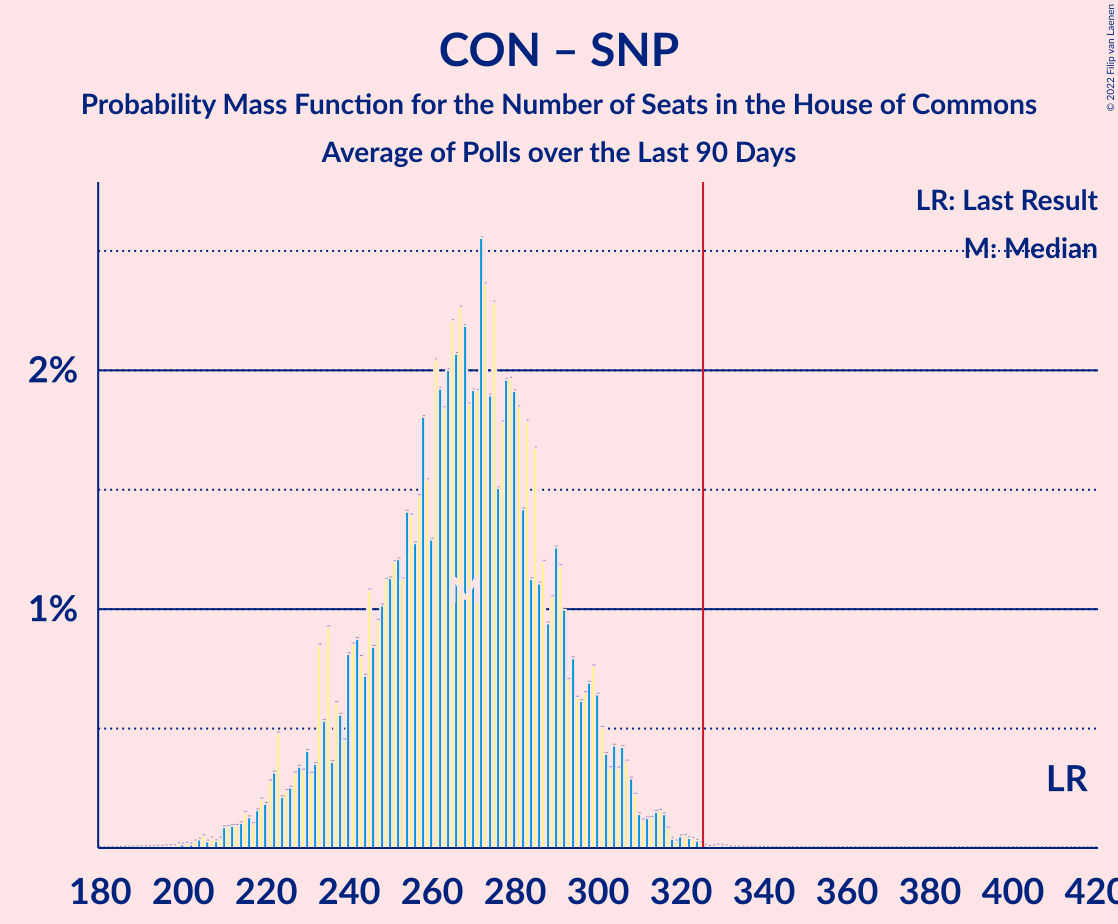 CON – SNP
Probability Mass Function for the Number of Seats in the House of Commons
Average of Polls over the Last 90 Days
© 2022 Filip van Laenen
LR: Last Result
M: Median
2%
1%
M
LR
180 200 220 240 260 280 300 320 340 360 380 400 420